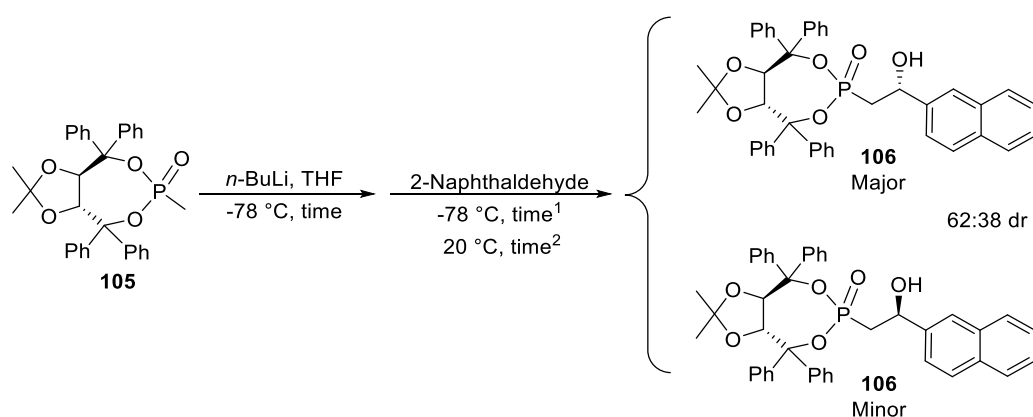 Ph Ph
O O O
P
O O
Ph Ph
105
n-BuLi, THF
-78 °C, time
2-Naphthaldehyde
-78 °C, time¹
20 °C, time²
Ph Ph
O O O OH
P
O O
Ph Ph
106
Major
62:38 dr
Ph Ph
O O O OH
P
O O
Ph Ph
106
Minor